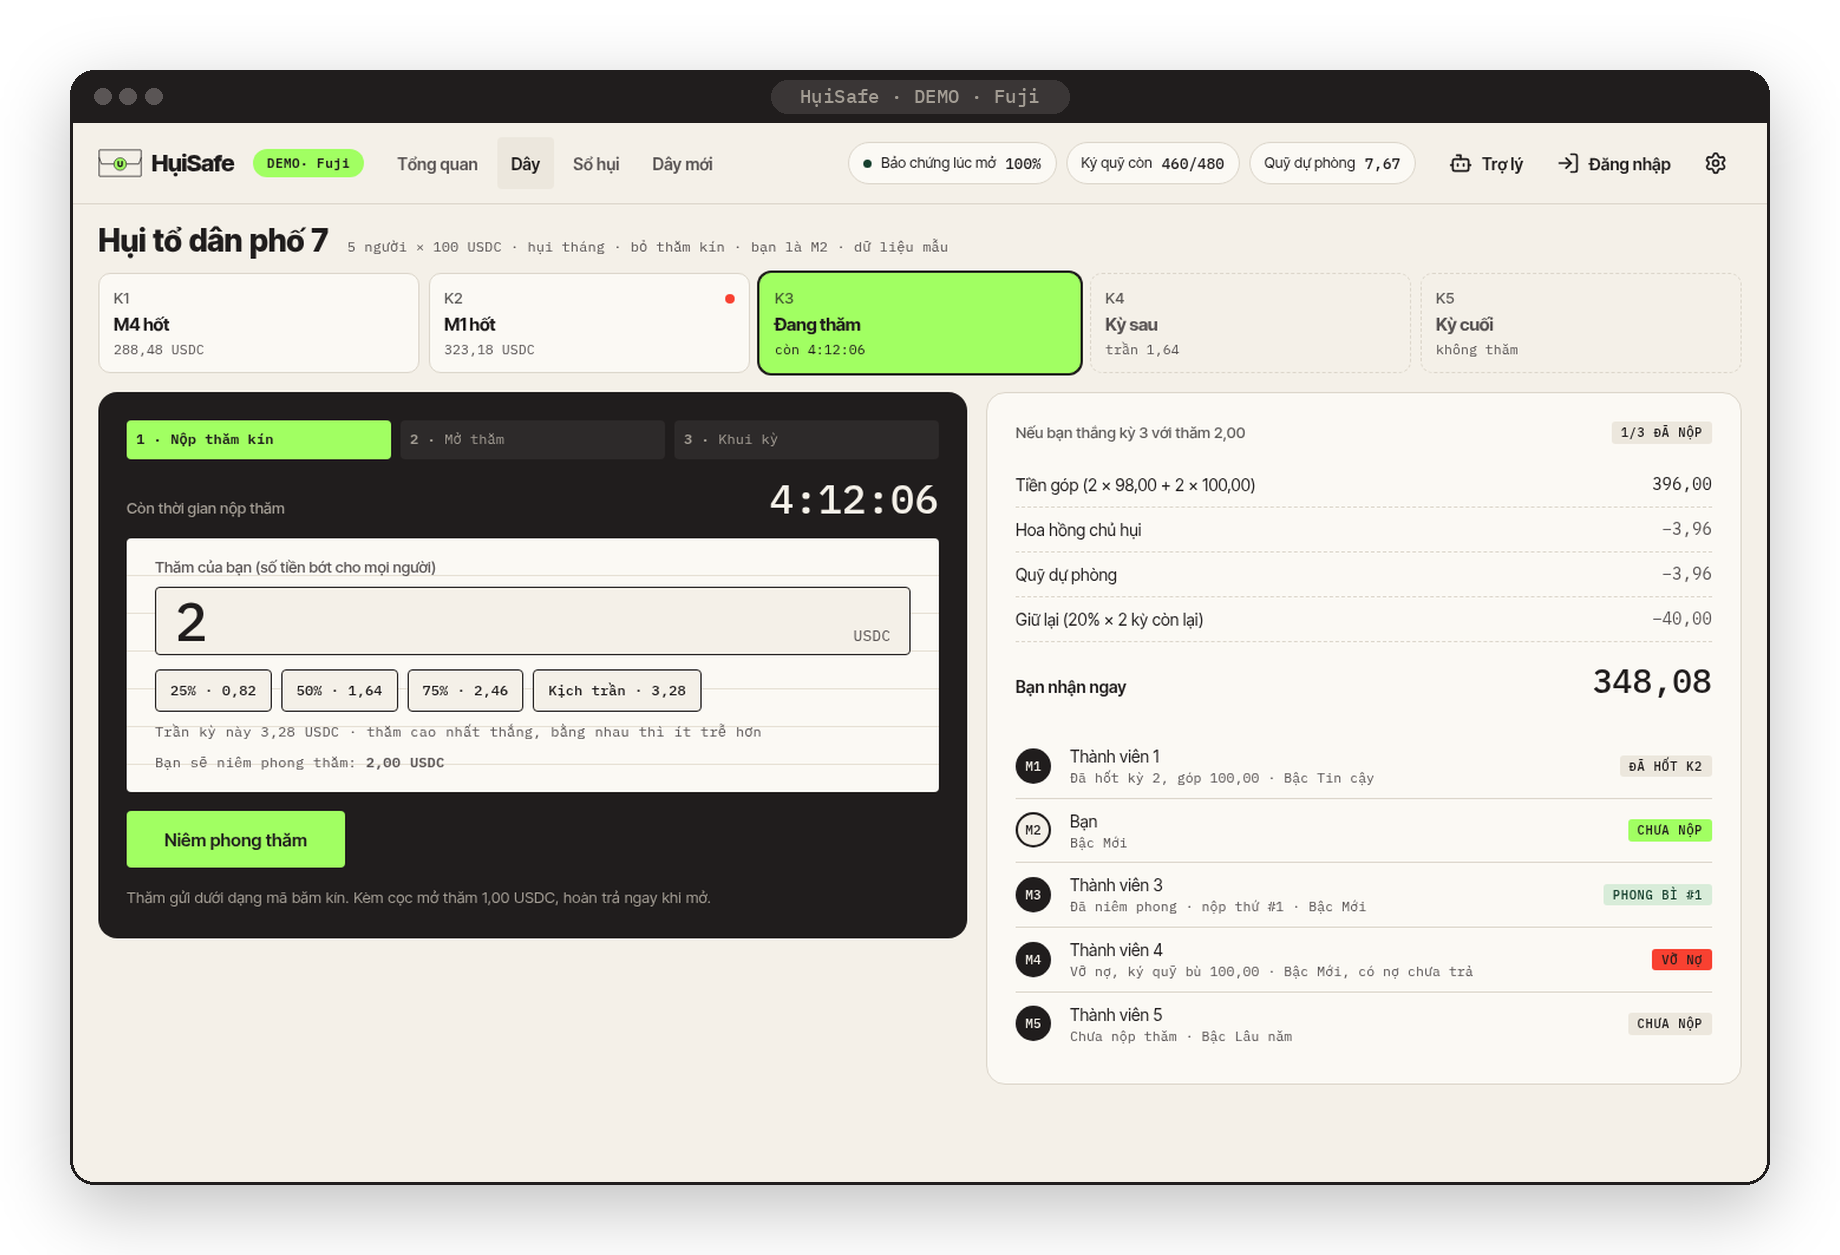 HụiSafe · DEMO · Fuji
HụiSafe
DEMO· Fuji
Tổng quan
Dây
Sổ hụi
Dây mới
Bảo chứng lúc mở 100%
Ký quỹ còn 460/480
Quỹ dự phòng 7,67
Trợ lý
Đăng nhập
Hụi tổ dân phố 7
5 người × 100 USDC · hụi tháng · bỏ thăm kín · bạn là M2 · dữ liệu mẫu
K1
M4 hốt
288,48 USDC
K2
M1 hốt
323,18 USDC
K3
Đang thăm
còn 4:12:06
K4
Kỳ sau
trần 1,64
K5
Kỳ cuối
không thăm
1 · Nộp thăm kín
2 · Mở thăm
3 · Khui kỳ
Còn thời gian nộp thăm
4:12:06
Thăm của bạn (số tiền bớt cho mọi người)
2
USDC
25% · 0,82
50% · 1,64
75% · 2,46
Kịch trần · 3,28
Trần kỳ này 3,28 USDC · thăm cao nhất thắng, bằng nhau thì ít trễ hơn
Bạn sẽ niêm phong thăm: 2,00 USDC
Niêm phong thăm
Thăm gửi dưới dạng mã băm kín. Kèm cọc mở thăm 1,00 USDC, hoàn trả ngay khi mở.
Nếu bạn thắng kỳ 3 với thăm 2,00
1/3 ĐÃ NỘP
Tiền góp (2 × 98,00 + 2 × 100,00)
396,00
Hoa hồng chủ hụi
−3,96
Quỹ dự phòng
−3,96
Giữ lại (20% × 2 kỳ còn lại)
−40,00
Bạn nhận ngay
348,08
M1
Thành viên 1
Đã hốt kỳ 2, góp 100,00 · Bậc Tin cậy
ĐÃ HỐT K2
M2
Bạn
Bậc Mới
CHƯA NỘP
M3
Thành viên 3
Đã niêm phong · nộp thứ #1 · Bậc Mới
PHONG BÌ #1
M4
Thành viên 4
Vỡ nợ, ký quỹ bù 100,00 · Bậc Mới, có nợ chưa trả
VỠ NỢ
M5
Thành viên 5
Chưa nộp thăm · Bậc Lâu năm
CHƯA NỘP